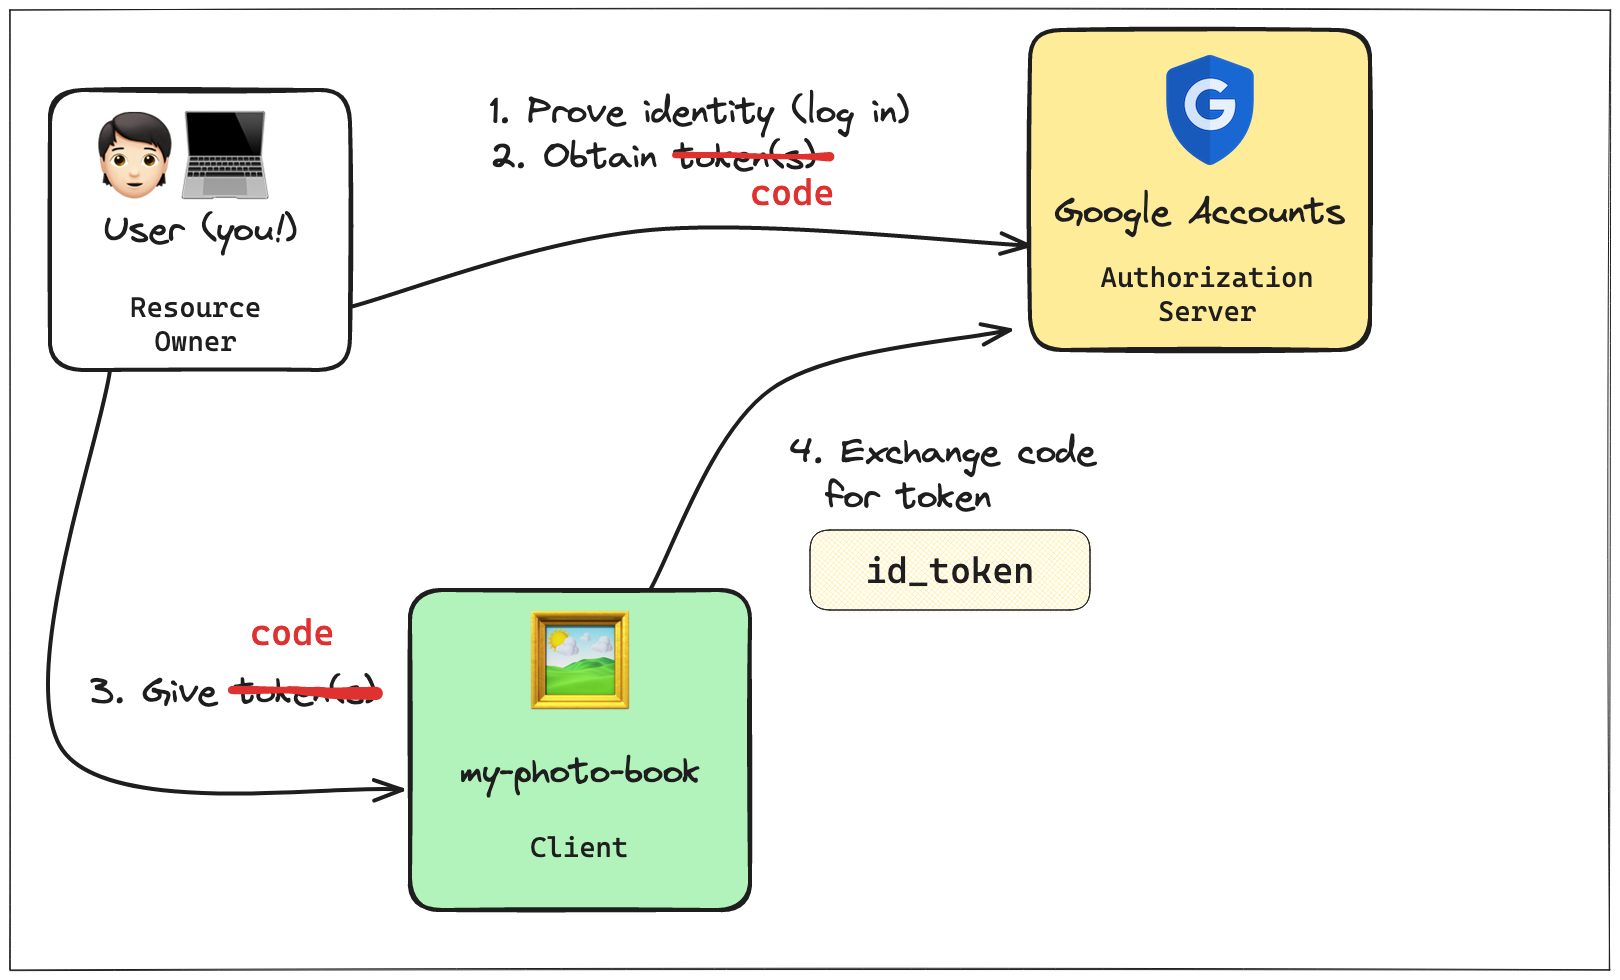 User (you!)
Resource
Owner
1. Prove identity (log in)
2. Obtain token(s)
code
G
Google Accounts
Authorization
Server
4. Exchange code
for token
id_token
code
3. Give token(s)
my-photo-book
Client